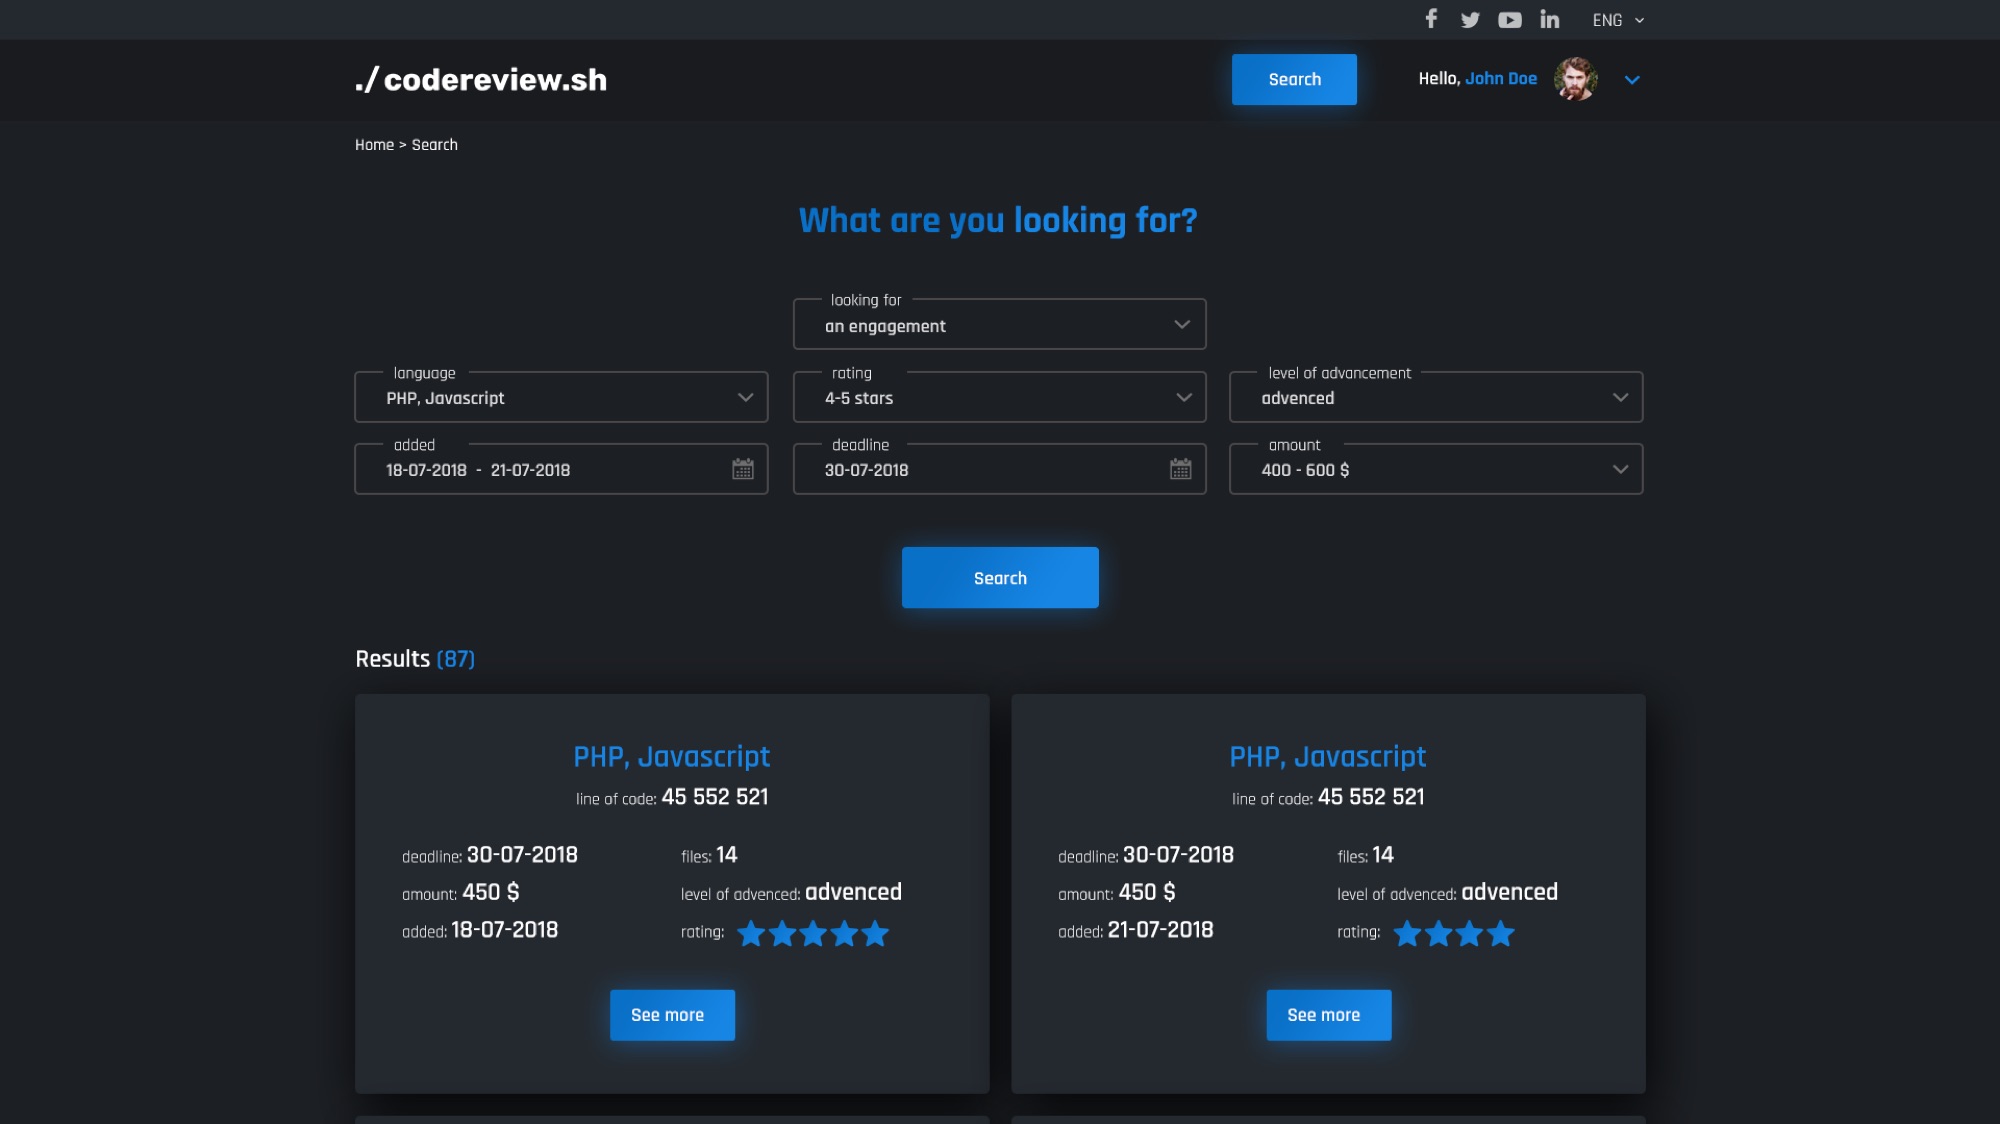 ENG
./codereview.sh
Search
Hello, John Doe
Home > Search
What are you looking for?
looking for
an engagement
language
PHP, Javascript
rating
4-5 stars
level of advancement
advenced
added
18-07-2018 - 21-07-2018
deadline
30-07-2018
amount
400 - 600 $
Search
Results (87)
PHP, Javascript
line of code: 45 552 521
deadline: 30-07-2018
files: 14
amount: 450 $
level of advenced: advenced
added: 18-07-2018
rating:
See more
PHP, Javascript
line of code: 45 552 521
deadline: 30-07-2018
files: 14
amount: 450 $
level of advenced: advenced
added: 21-07-2018
rating:
See more